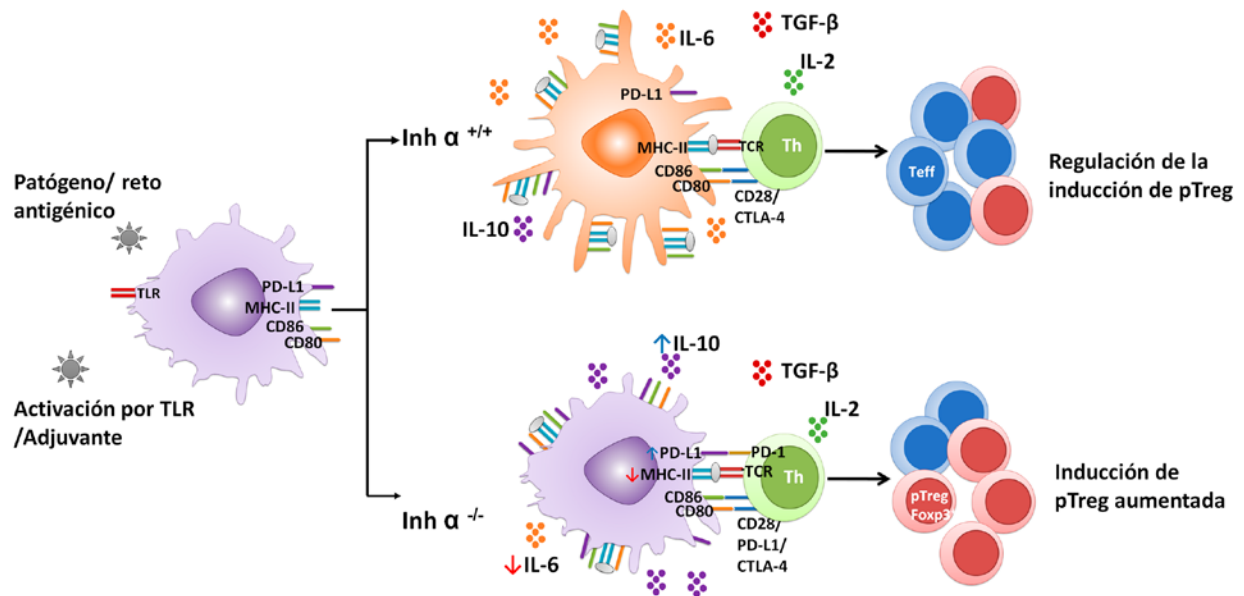 Patógeno/ reto
antigénico
TLR
PD-L1
MHC-II
CD86
CD80
Activación por TLR
/Adjuvante
Inh α +/+
IL-6
TGF-β
IL-2
PD-L1
MHC-II
TCR
Th
CD86
CD80
CD28/
CTLA-4
IL-10
Teff
Regulación de la
inducción de pTreg
Inh α -/-
↑ IL-10
TGF-β
IL-2
↑ PD-L1
PD-1
↓ MHC-II
TCR
Th
CD86
CD80
CD28/
PD-L1/
CTLA-4
↓ IL-6
pTreg
Foxp3
Inducción de
pTreg aumentada